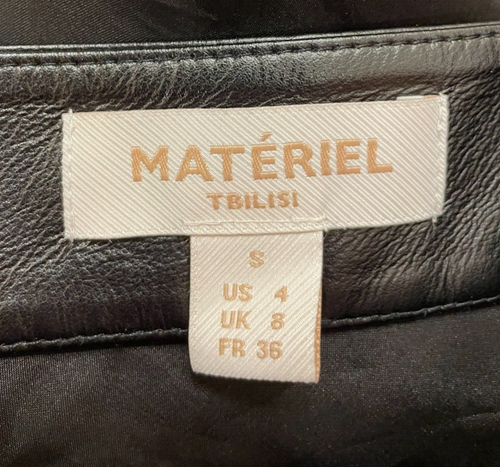 MATÉRIEL
TBILISI
S
US 4
UK 8
FR 36